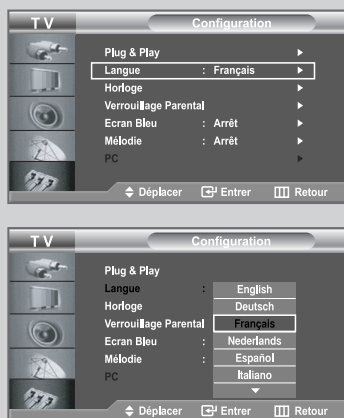 TV Configuration
Plug & Play
Langue : Français
Horloge
Verrouillage Parental
Ecran Bleu : Arrêt
Mélodie : Arrêt
PC
Déplacer Entrer Retour
TV Configuration
Plug & Play
Langue : English
Horloge Deutsch
Verrouillage Parental Français
Ecran Bleu : Nederlands
Mélodie : Español
PC Italiano
Déplacer Entrer Retour